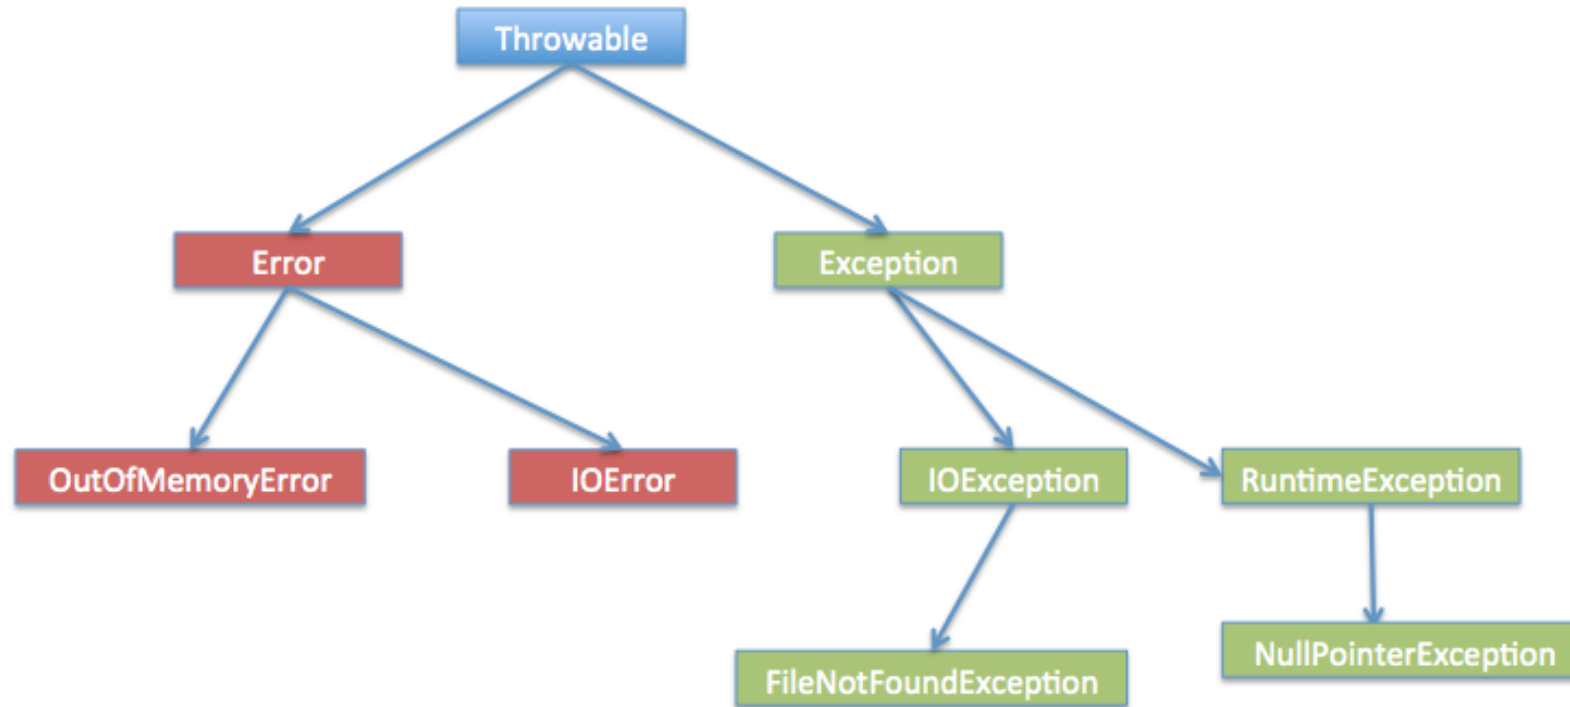 Throwable
Error
Exception
OutOfMemoryError
IOError
IOException
RuntimeException
FileNotFoundException
NullPointerException